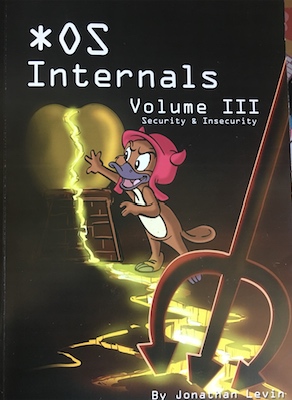 *OS
Internals
Volume III
Security & Insecurity
By Jonathan Levin